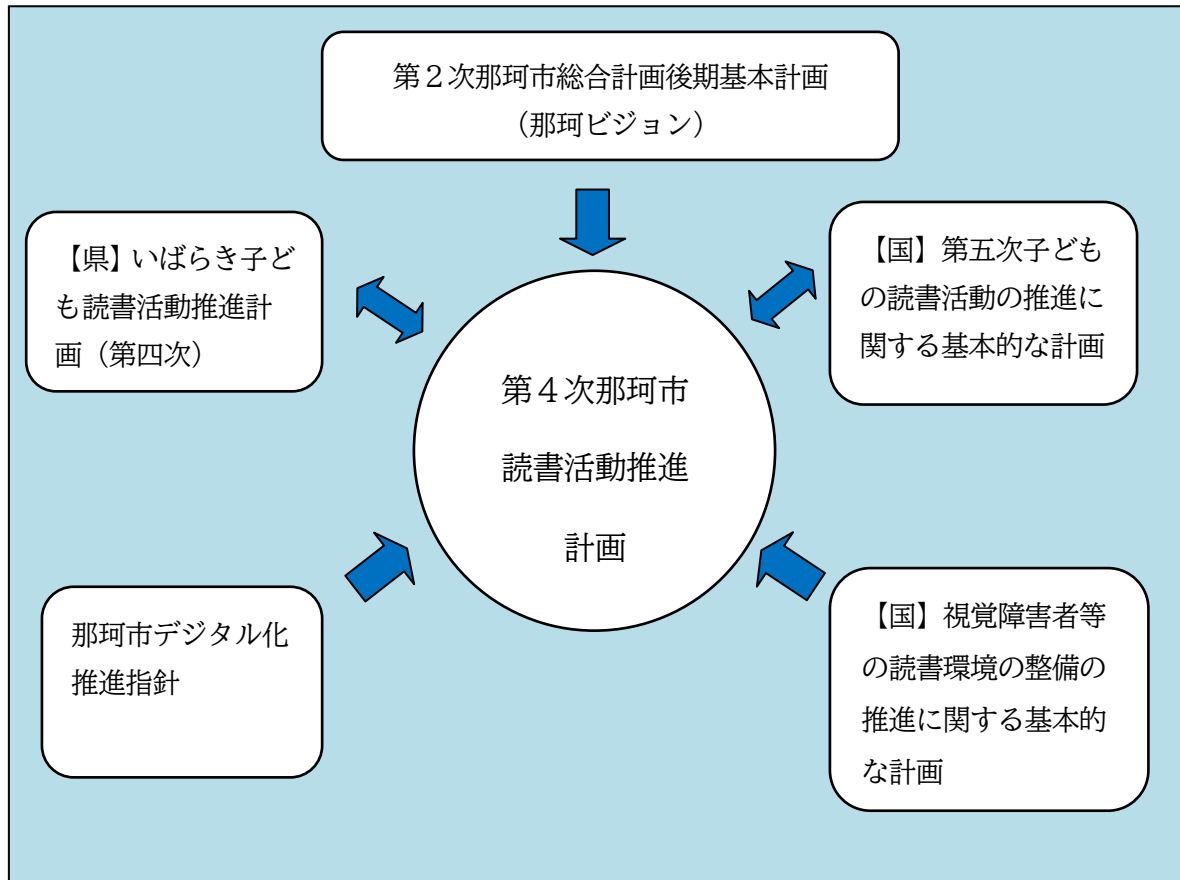 第２次那珂市総合計画後期基本計画
（那珂ビジョン）
【県】いばらき子ど
も読書活動推進計
画（第四次）
【国】第五次子ども
の読書活動の推進に
関する基本的な計画
第４次那珂市
読書活動推進
計画
那珂市デジタル化
推進指針
【国】視覚障害者等
の読書環境の整備の
推進に関する基本的
な計画